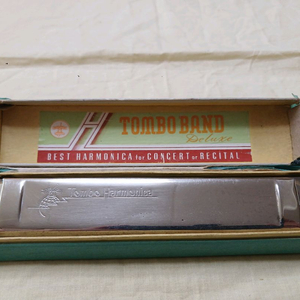 H TOMBO BAND
Deluxe
BEST HARMONICA for CONCERT or RECITAL
Tombo Harmonica